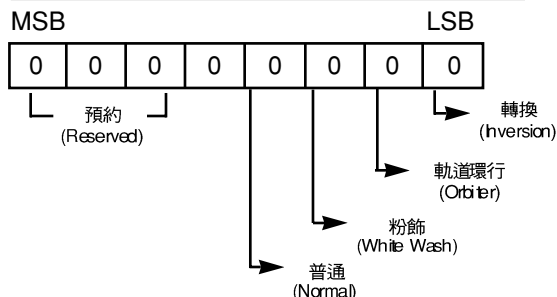 MSB LSB
0 0 0 0 0 0 0 0
預約
(Reserved)
轉換
(Inversion)
軌道環行
(Orbiter)
粉飾
(White Wash)
普通
(Normal)